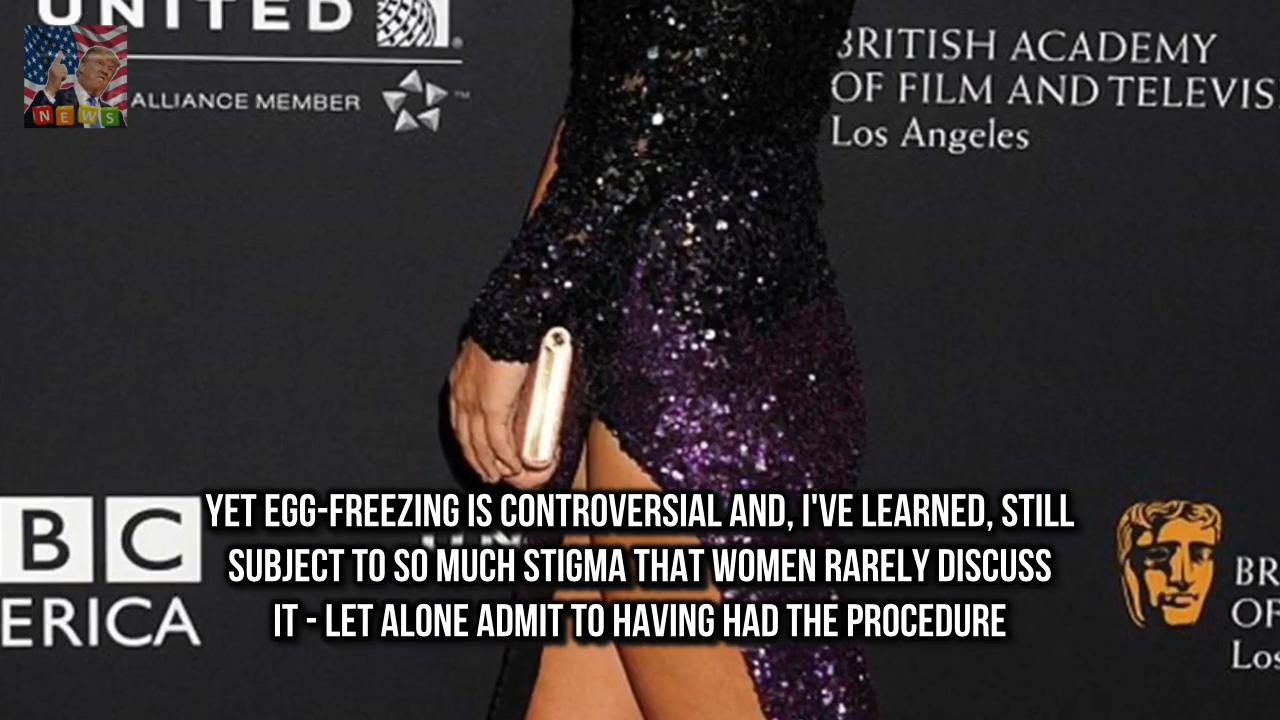 UNITED
ALLIANCE MEMBER
NEWS
BRITISH ACADEMY
OF FILM AND TELEVIS
Los Angeles
YET EGG-FREEZING IS CONTROVERSIAL AND, I'VE LEARNED, STILL
SUBJECT TO SO MUCH STIGMA THAT WOMEN RARELY DISCUSS
IT - LET ALONE ADMIT TO HAVING HAD THE PROCEDURE
B C
ERICA
BR
OF
Los